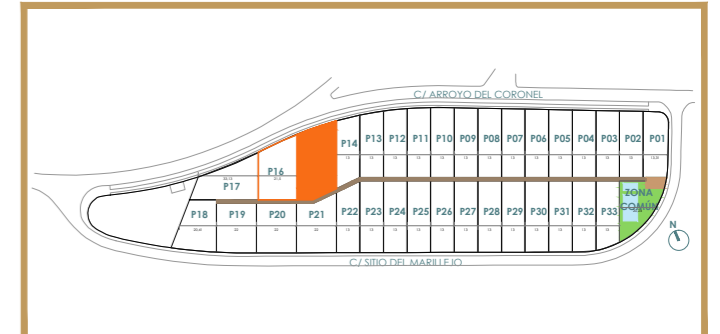 C/ ARROYO DEL CORONEL
P14 P13 P12 P11 P10 P09 P08 P07 P06 P05 P04 P03 P02 P01
P16
P17
ZONA
COMÚN
P18 P19 P20 P21 P22 P23 P24 P25 P26 P27 P28 P29 P30 P31 P32 P33
N
C/ SITIO DEL MARILLEJO